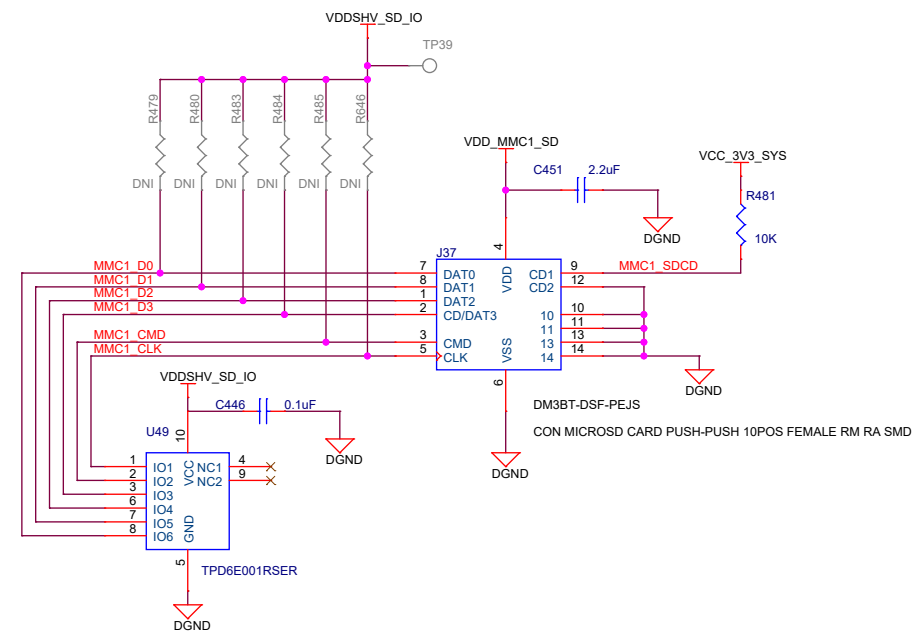 VDDSHV_SD_IO
TP39
R479
R480
R483
R484
R485
R646
DNI
DNI
DNI
DNI
DNI
DNI
VDD_MMC1_SD
C451
2.2uF
DGND
VCC_3V3_SYS
R481
10K
MMC1_D0
MMC1_D1
MMC1_D2
MMC1_D3
MMC1_CMD
MMC1_CLK
J37
4
7 DAT0
8 DAT1
1 DAT2
2 CD/DAT3
3 CMD
5 CLK
VDD
VSS
6
CD1 9
CD2 12
10 10
11 11
13 13
14 14
MMC1_SDCD
DGND
DGND
DM3BT-DSF-PEJS
CON MICROSD CARD PUSH-PUSH 10POS FEMALE RM RA SMD
VDDSHV_SD_IO
C446
0.1uF
DGND
U49
10
1 IO1
2 IO2
3 IO3
6 IO4
7 IO5
8 IO6
VCC
GND
NC1 4
NC2 9
5
TPD6E001RSER
DGND